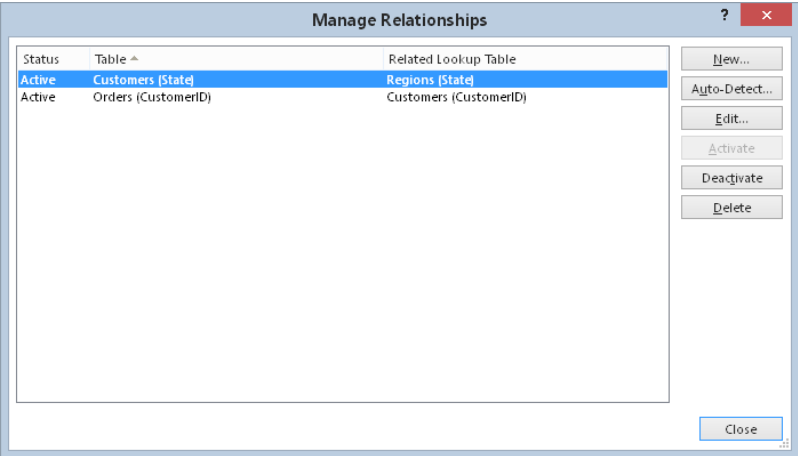 Manage Relationships
?
Status Table Related Lookup Table
Active Customers (State) Regions (State)
Active Orders (CustomerID) Customers (CustomerID)
New...
Auto-Detect...
Edit...
Activate
Deactivate
Delete
Close